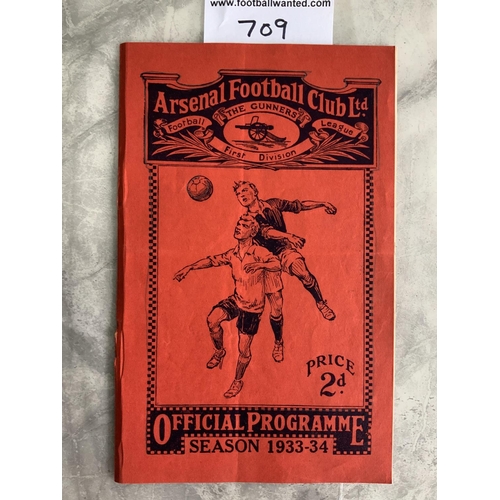 www.footballwanted.com
709
Arsenal Football Club Ltd
"THE GUNNERS"
Football League
First Division
PRICE
2d.
OFFICIAL PROGRAMME
SEASON 1933-34